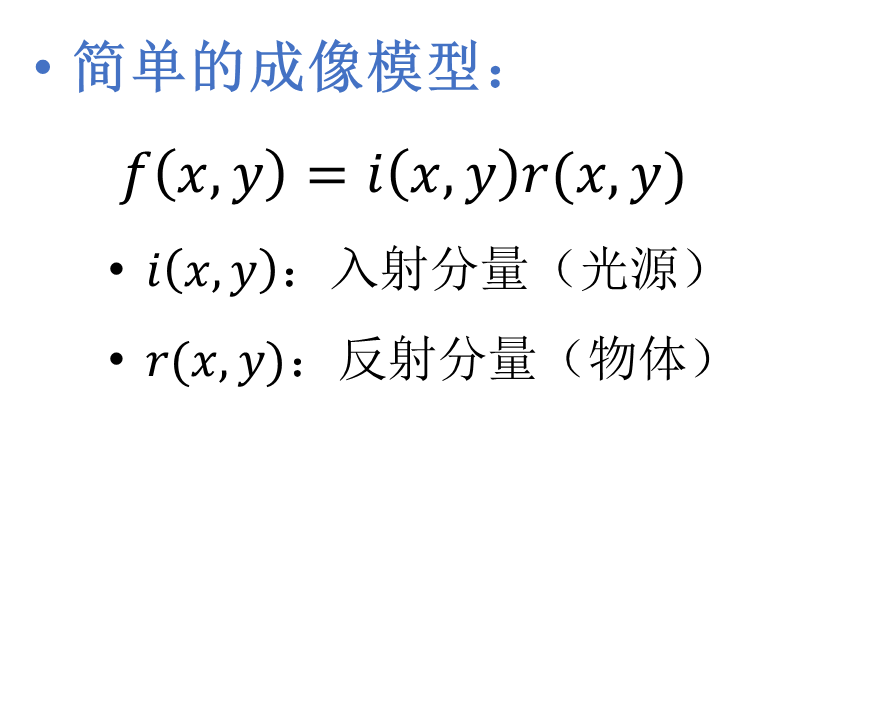 • 简单的成像模型：
f(x, y) = i(x, y)r(x, y)
• i(x, y)：入射分量（光源）
• r(x, y)：反射分量（物体）